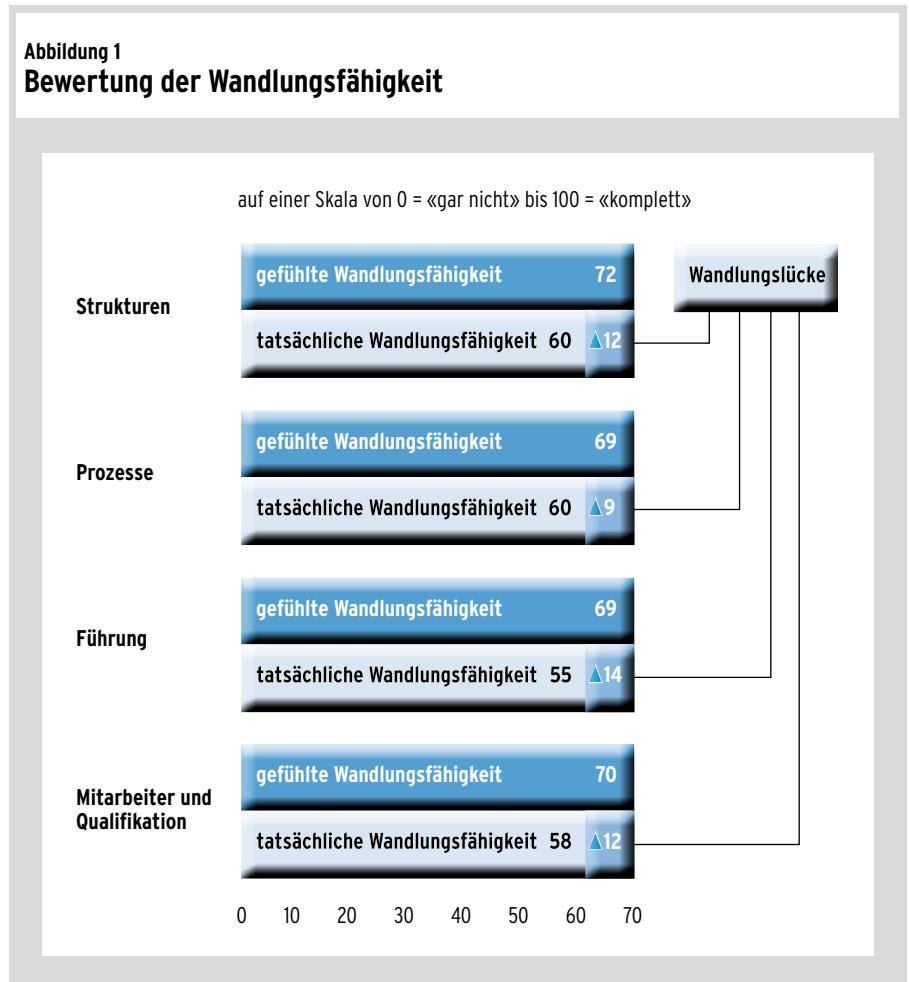 Abbildung 1
Bewertung der Wandlungsfähigkeit
auf einer Skala von 0 = «gar nicht» bis 100 = «komplett»
Strukturen
gefühlte Wandlungsfähigkeit 72
tatsächliche Wandlungsfähigkeit 60 ▲12
Wandlungslücke
Prozesse
gefühlte Wandlungsfähigkeit 69
tatsächliche Wandlungsfähigkeit 60 ▲9
Führung
gefühlte Wandlungsfähigkeit 69
tatsächliche Wandlungsfähigkeit 55 ▲14
Mitarbeiter und
Qualifikation
gefühlte Wandlungsfähigkeit 70
tatsächliche Wandlungsfähigkeit 58 ▲12
0 10 20 30 40 50 60 70